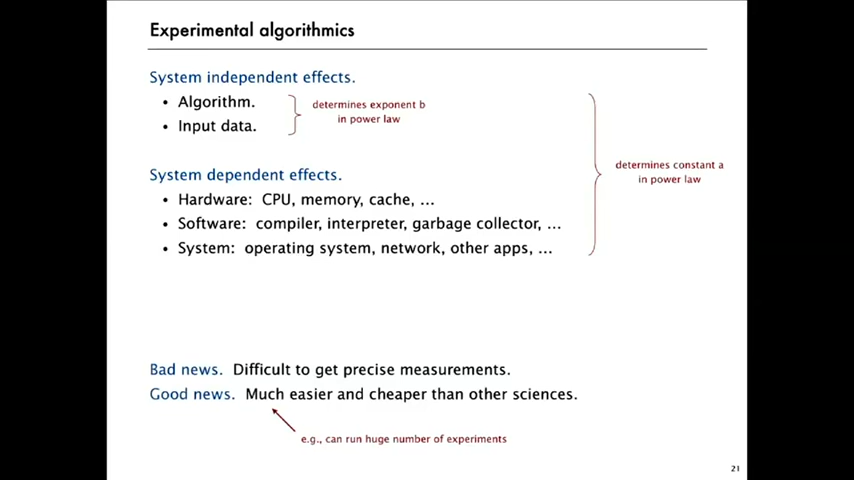 Experimental algorithmics
System independent effects.
• Algorithm.
• Input data.
determines exponent b
in power law
System dependent effects.
• Hardware: CPU, memory, cache, ...
• Software: compiler, interpreter, garbage collector, ...
• System: operating system, network, other apps, ...
determines constant a
in power law
Bad news. Difficult to get precise measurements.
Good news. Much easier and cheaper than other sciences.
e.g., can run huge number of experiments
21